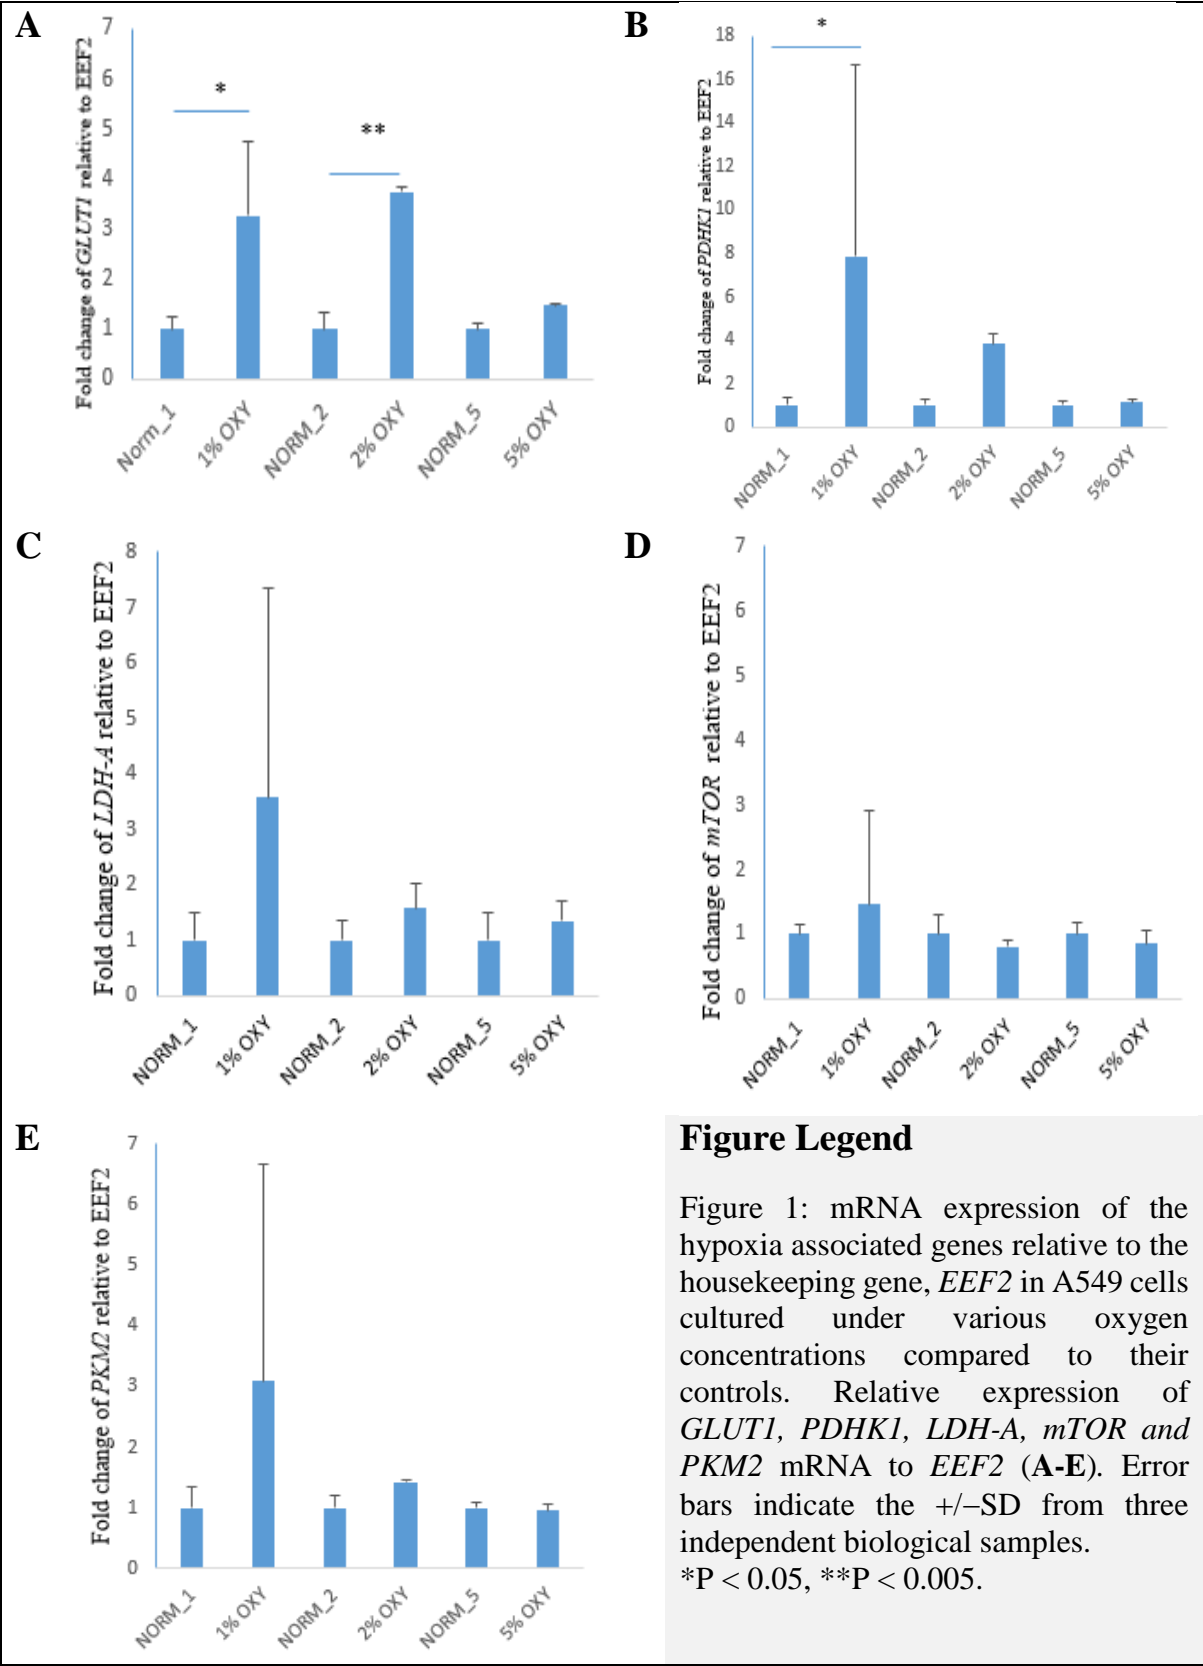 A
Fold change of GLUT1 relative to EEF2
7
6
5
4
3
2
1
0
*
**
Norm_1
1% OXY
NORM_2
2% OXY
NORM_5
5% OXY
B
Fold change of PDHK1 relative to EEF2
18
16
14
12
10
8
6
4
2
0
*
NORM_1
1% OXY
NORM_2
2% OXY
NORM_5
5% OXY
C
Fold change of LDH-A relative to EEF2
8
7
6
5
4
3
2
1
0
NORM_1
1% OXY
NORM_2
2% OXY
NORM_5
5% OXY
D
Fold change of mTOR relative to EEF2
7
6
5
4
3
2
1
0
NORM_1
1% OXY
NORM_2
2% OXY
NORM_5
5% OXY
E
Fold change of PKM2 relative to EEF2
7
6
5
4
3
2
1
0
NORM_1
1% OXY
NORM_2
2% OXY
NORM_5
5% OXY
Figure Legend
Figure 1: mRNA expression of the
hypoxia associated genes relative to the
housekeeping gene, EEF2 in A549 cells
cultured under various oxygen
concentrations compared to their
controls. Relative expression of
GLUT1, PDHK1, LDH-A, mTOR and
PKM2 mRNA to EEF2 (A-E). Error
bars indicate the +/−SD from three
independent biological samples.
*P < 0.05, **P < 0.005.